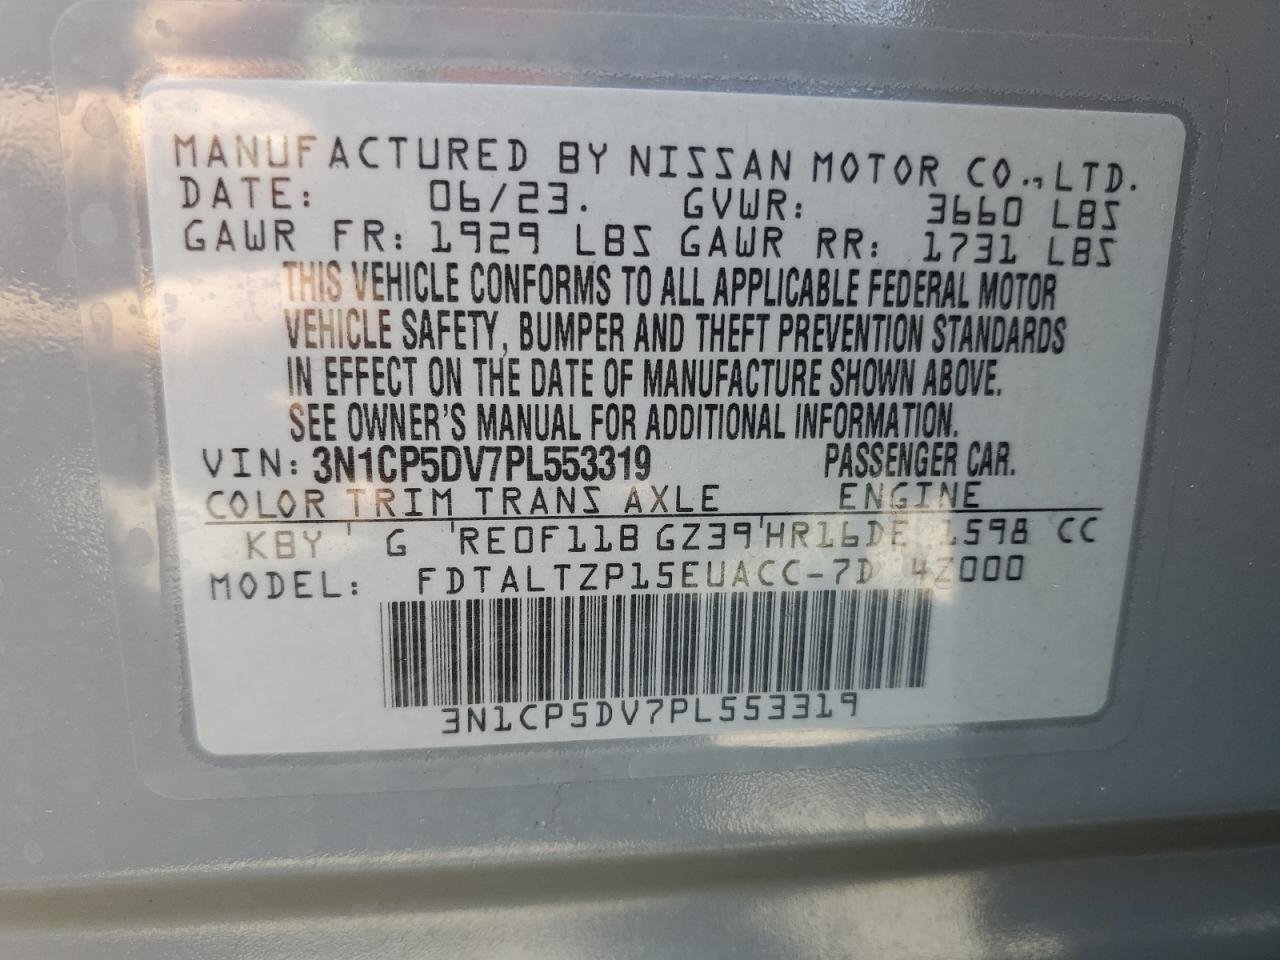 MANUFACTURED BY NISSAN MOTOR CO.,LTD.
DATE: 06/23. GVWR: 3660 LBS
GAWR FR: 1929 LBS GAWR RR: 1731 LBS
THIS VEHICLE CONFORMS TO ALL APPLICABLE FEDERAL MOTOR
VEHICLE SAFETY, BUMPER AND THEFT PREVENTION STANDARDS
IN EFFECT ON THE DATE OF MANUFACTURE SHOWN ABOVE.
SEE OWNER'S MANUAL FOR ADDITIONAL INFORMATION.
VIN: 3N1CP5DV7PL553319 PASSENGER CAR.
COLOR TRIM TRANS AXLE ENGINE
KBY ' G 'RE0F11B GZ39'HR16DE 1598 CC
MODEL:
3N1CP5DV7PL553319